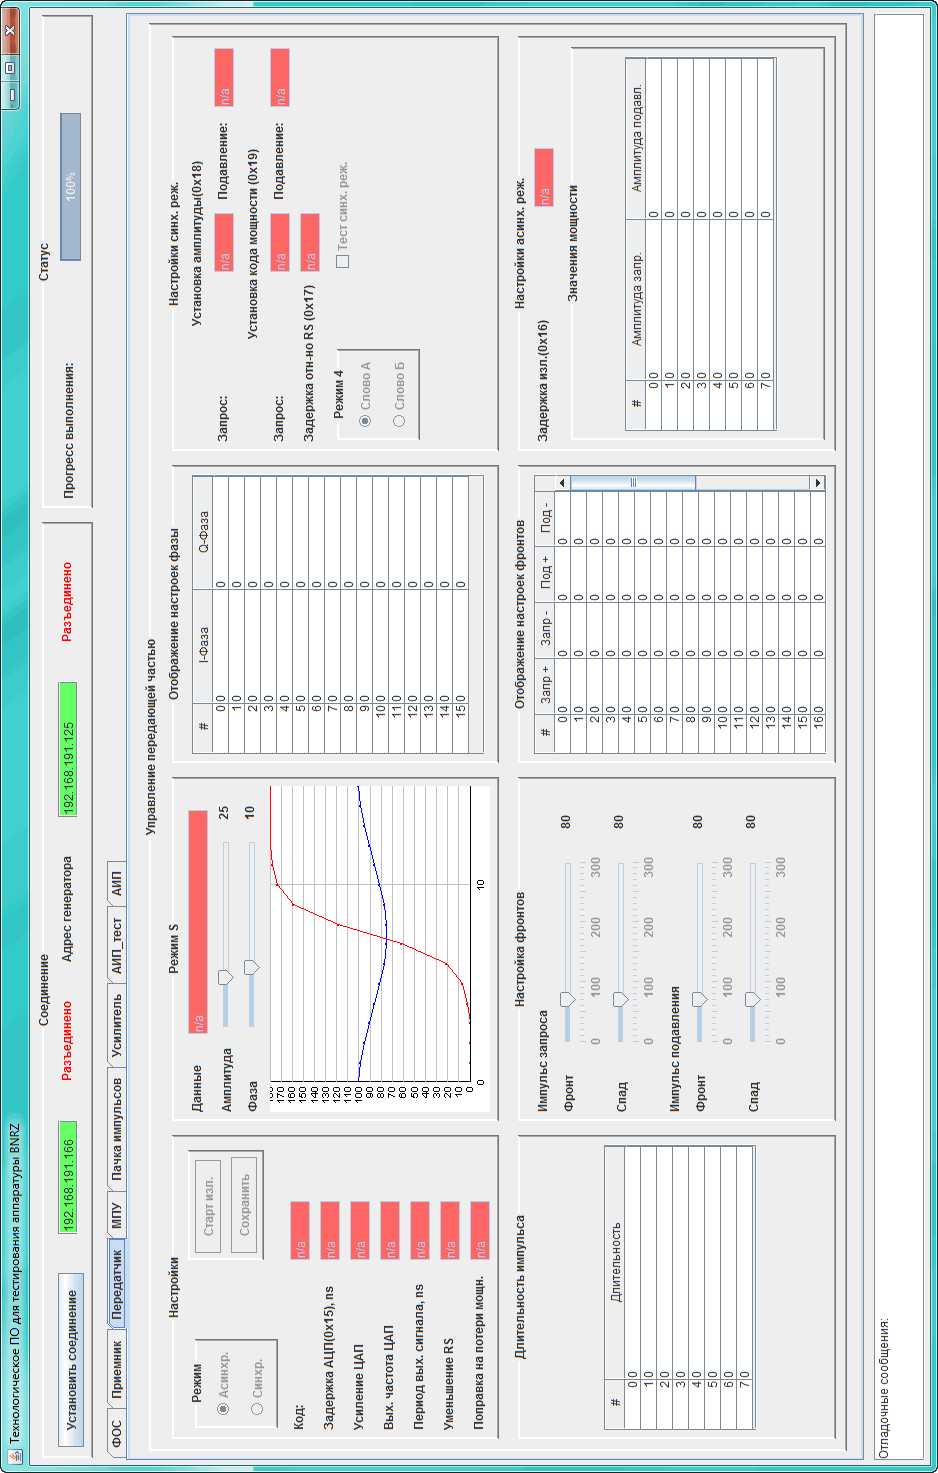 Технологическое ПО для тестирования аппаратуры BNRZ
Соединение
Установить соединение
192.168.191.166
Разъединено
Адрес генератора
192.168.191.125
Разъединено
Статус
Прогресс выполнения:
100%
ФОС
Приемник
Передатчик
МПУ
Пачка импульсов
Усилитель
АИП_тест
АИП
Управление передающей частью
Настройки
Режим
Асинхр.
Синхр.
Старт изл.
Сохранить
Код: n/a
Задержка АЦП(0x15), ns n/a
Усиление ЦАП n/a
Вых. частота ЦАП n/a
Период вых. сигнала, ns n/a
Уменьшение RS n/a
Поправка на потери мощн. n/a
Режим S
Данные n/a
Амплитуда 25
Фаза 10
170
160
150
140
130
120
110
100
90
80
70
60
50
40
30
20
10
0
0 10
Отображение настроек фазы
# I-Фаза Q-Фаза
0 0 0
1 0 0
2 0 0
3 0 0
4 0 0
5 0 0
6 0 0
7 0 0
8 0 0
9 0 0
10 0 0
11 0 0
12 0 0
13 0 0
14 0 0
15 0 0
Настройки синх. реж.
Установка амплитуды(0x18)
Запрос: n/a Подавление: n/a
Установка кода мощности (0x19)
Запрос: n/a Подавление: n/a
Задержка отн-но RS (0x17) n/a
Режим 4
Слово А
Слово Б
Тест синх. реж.
Длительность импульса
# Длительность
0 0
1 0
2 0
3 0
4 0
5 0
6 0
7 0
Настройка фронтов
Импульс запроса
Фронт 80
0 100 200 300
Спад 80
0 100 200 300
Импульс подавления
Фронт 80
0 100 200 300
Спад 80
0 100 200 300
Отображение настроек фронтов
# Запр + Запр - Под + Под -
0 0 0 0 0
1 0 0 0 0
2 0 0 0 0
3 0 0 0 0
4 0 0 0 0
5 0 0 0 0
6 0 0 0 0
7 0 0 0 0
8 0 0 0 0
9 0 0 0 0
10 0 0 0 0
11 0 0 0 0
12 0 0 0 0
13 0 0 0 0
14 0 0 0 0
15 0 0 0 0
16 0 0 0 0
Настройки асинх. реж.
Задержка изл.(0x16) n/a
Значения мощности
# Амплитуда запр. Амплитуда подавл.
0 0 0
1 0 0
2 0 0
3 0 0
4 0 0
5 0 0
6 0 0
7 0 0
Отладочные сообщения: